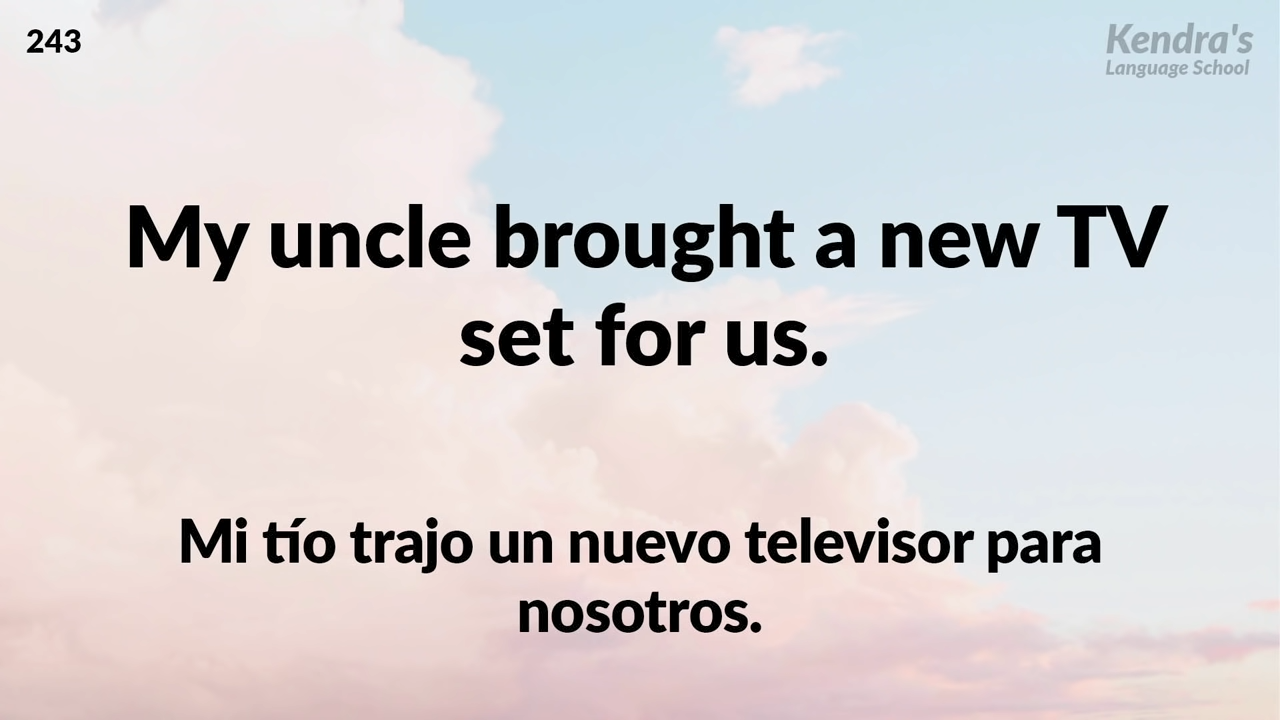 243
Kendra's
Language School
My uncle brought a new TV
set for us.
Mi tío trajo un nuevo televisor para
nosotros.